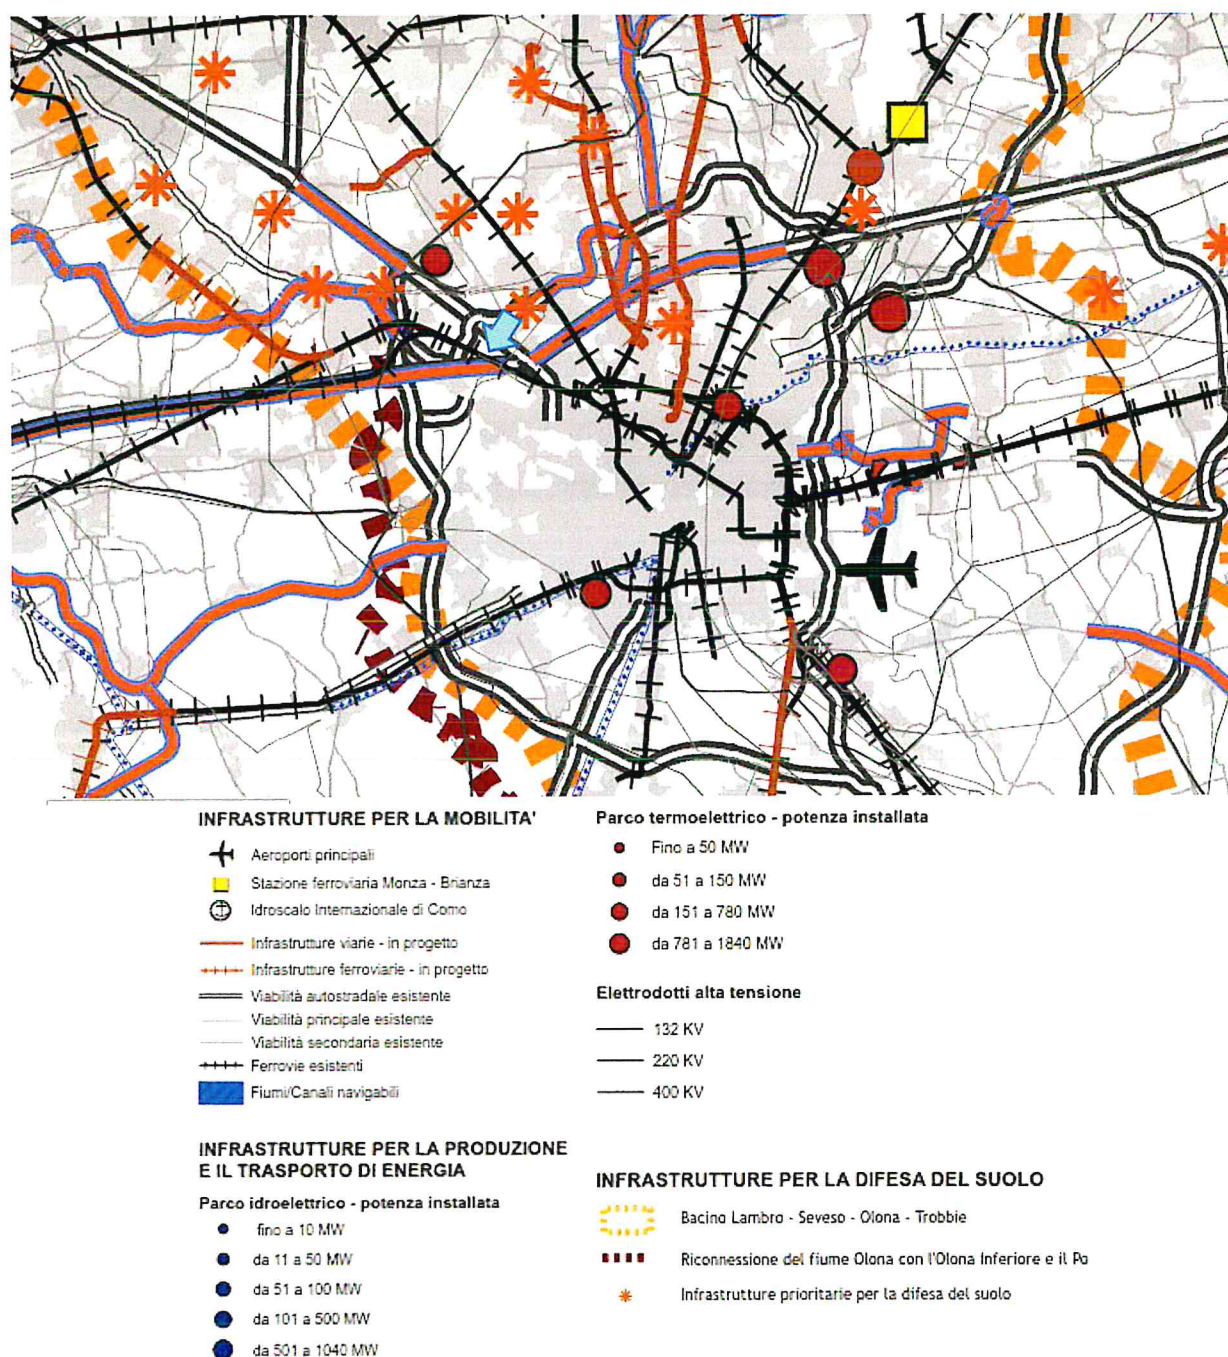 INFRASTRUTTURE PER LA MOBILITA'
Aeroporti principali
Stazione ferroviaria Monza - Brianza
Idroscalo Internazionale di Como
Infrastrutture viarie - in progetto
Infrastrutture ferroviarie - in progetto
Viabilità autostradale esistente
Viabilità principale esistente
Viabilità secondaria esistente
Ferrovie esistenti
Fiumi/Canali navigabili
INFRASTRUTTURE PER LA PRODUZIONE
E IL TRASPORTO DI ENERGIA
Parco idroelettrico - potenza installata
fino a 10 MW
da 11 a 50 MW
da 51 a 100 MW
da 101 a 500 MW
da 501 a 1040 MW
Parco termoelettrico - potenza installata
Fino a 50 MW
da 51 a 150 MW
da 151 a 780 MW
da 781 a 1840 MW
Elettrodotti alta tensione
132 KV
220 KV
400 KV
INFRASTRUTTURE PER LA DIFESA DEL SUOLO
Bacino Lambro - Seveso - Olona - Trobbie
Riconnessione del fiume Olona con l'Olona Inferiore e il Po
Infrastrutture prioritarie per la difesa del suolo